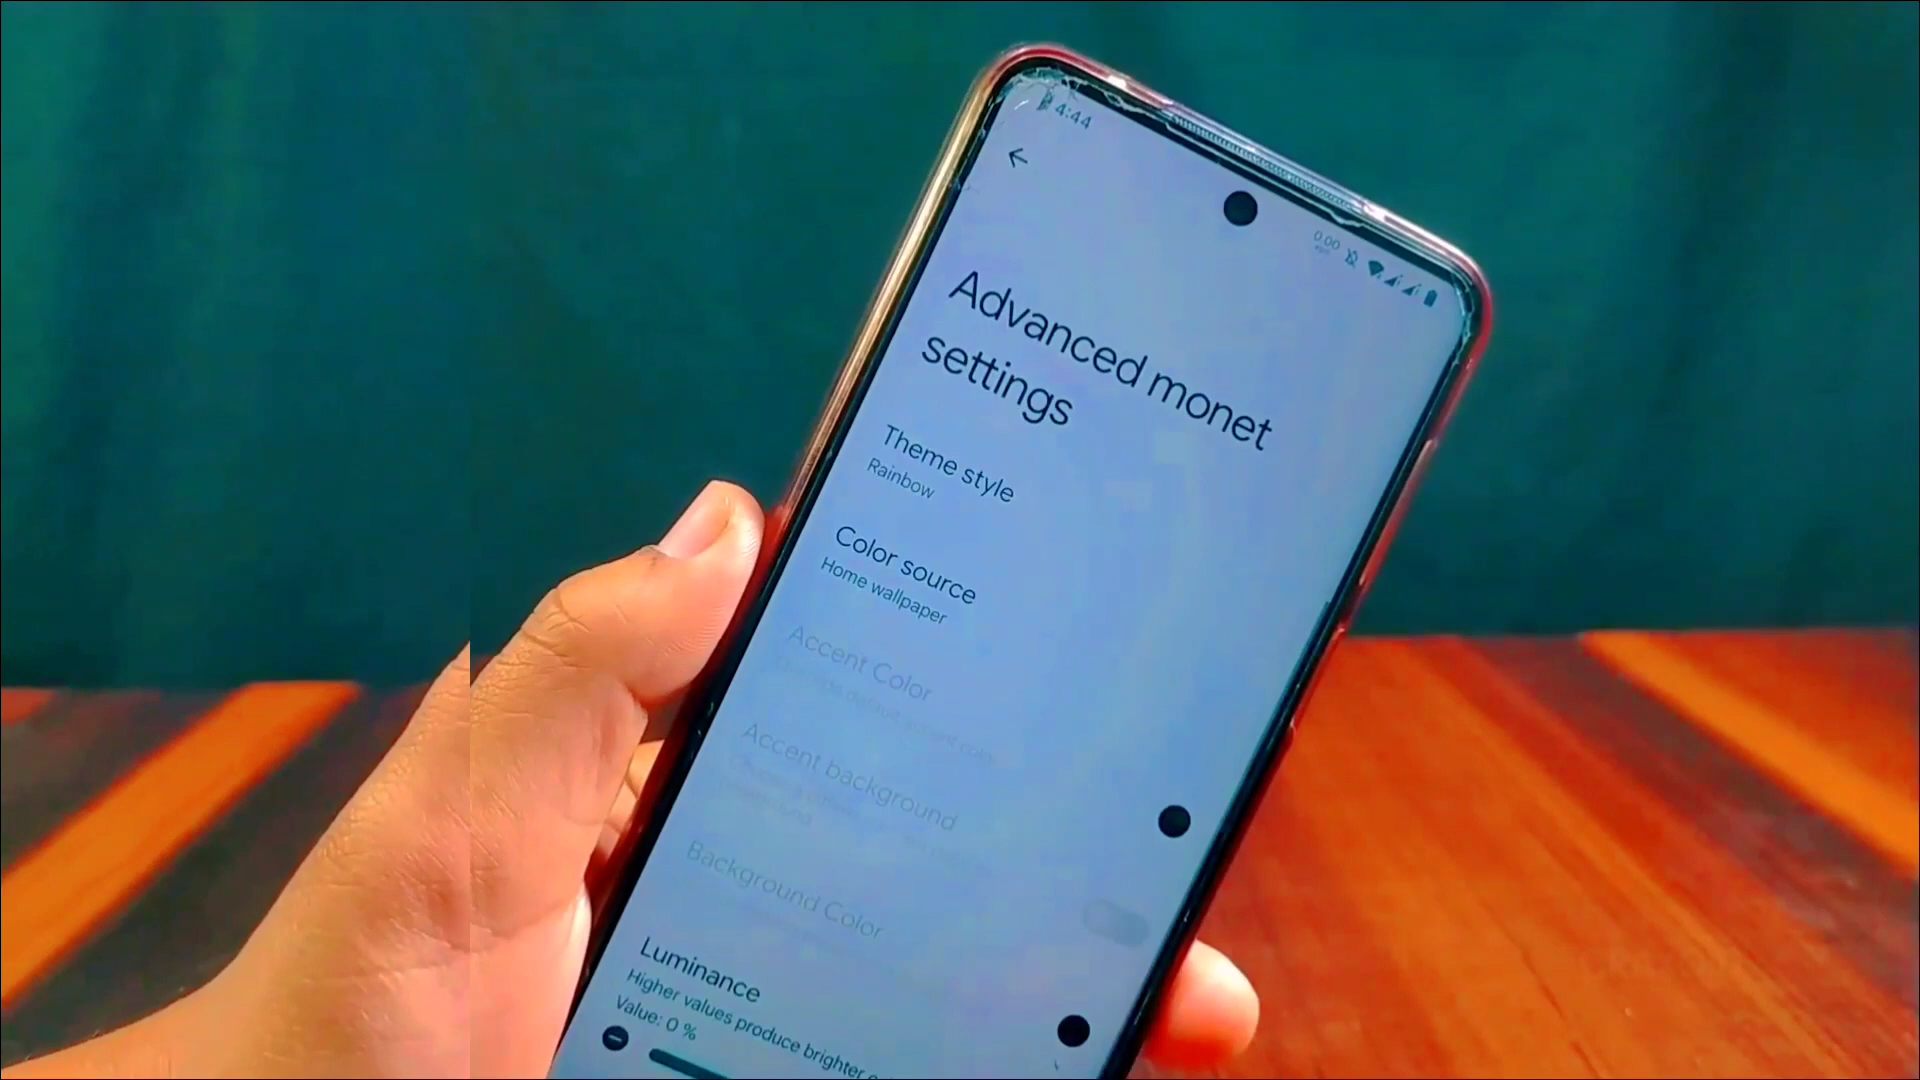 4:44
0.00
Advanced monet
settings
Theme style
Rainbow
Color source
Home wallpaper
Accent Color
Accent background
Background Color
Luminance
Higher values produce brighter
Value: 0 %